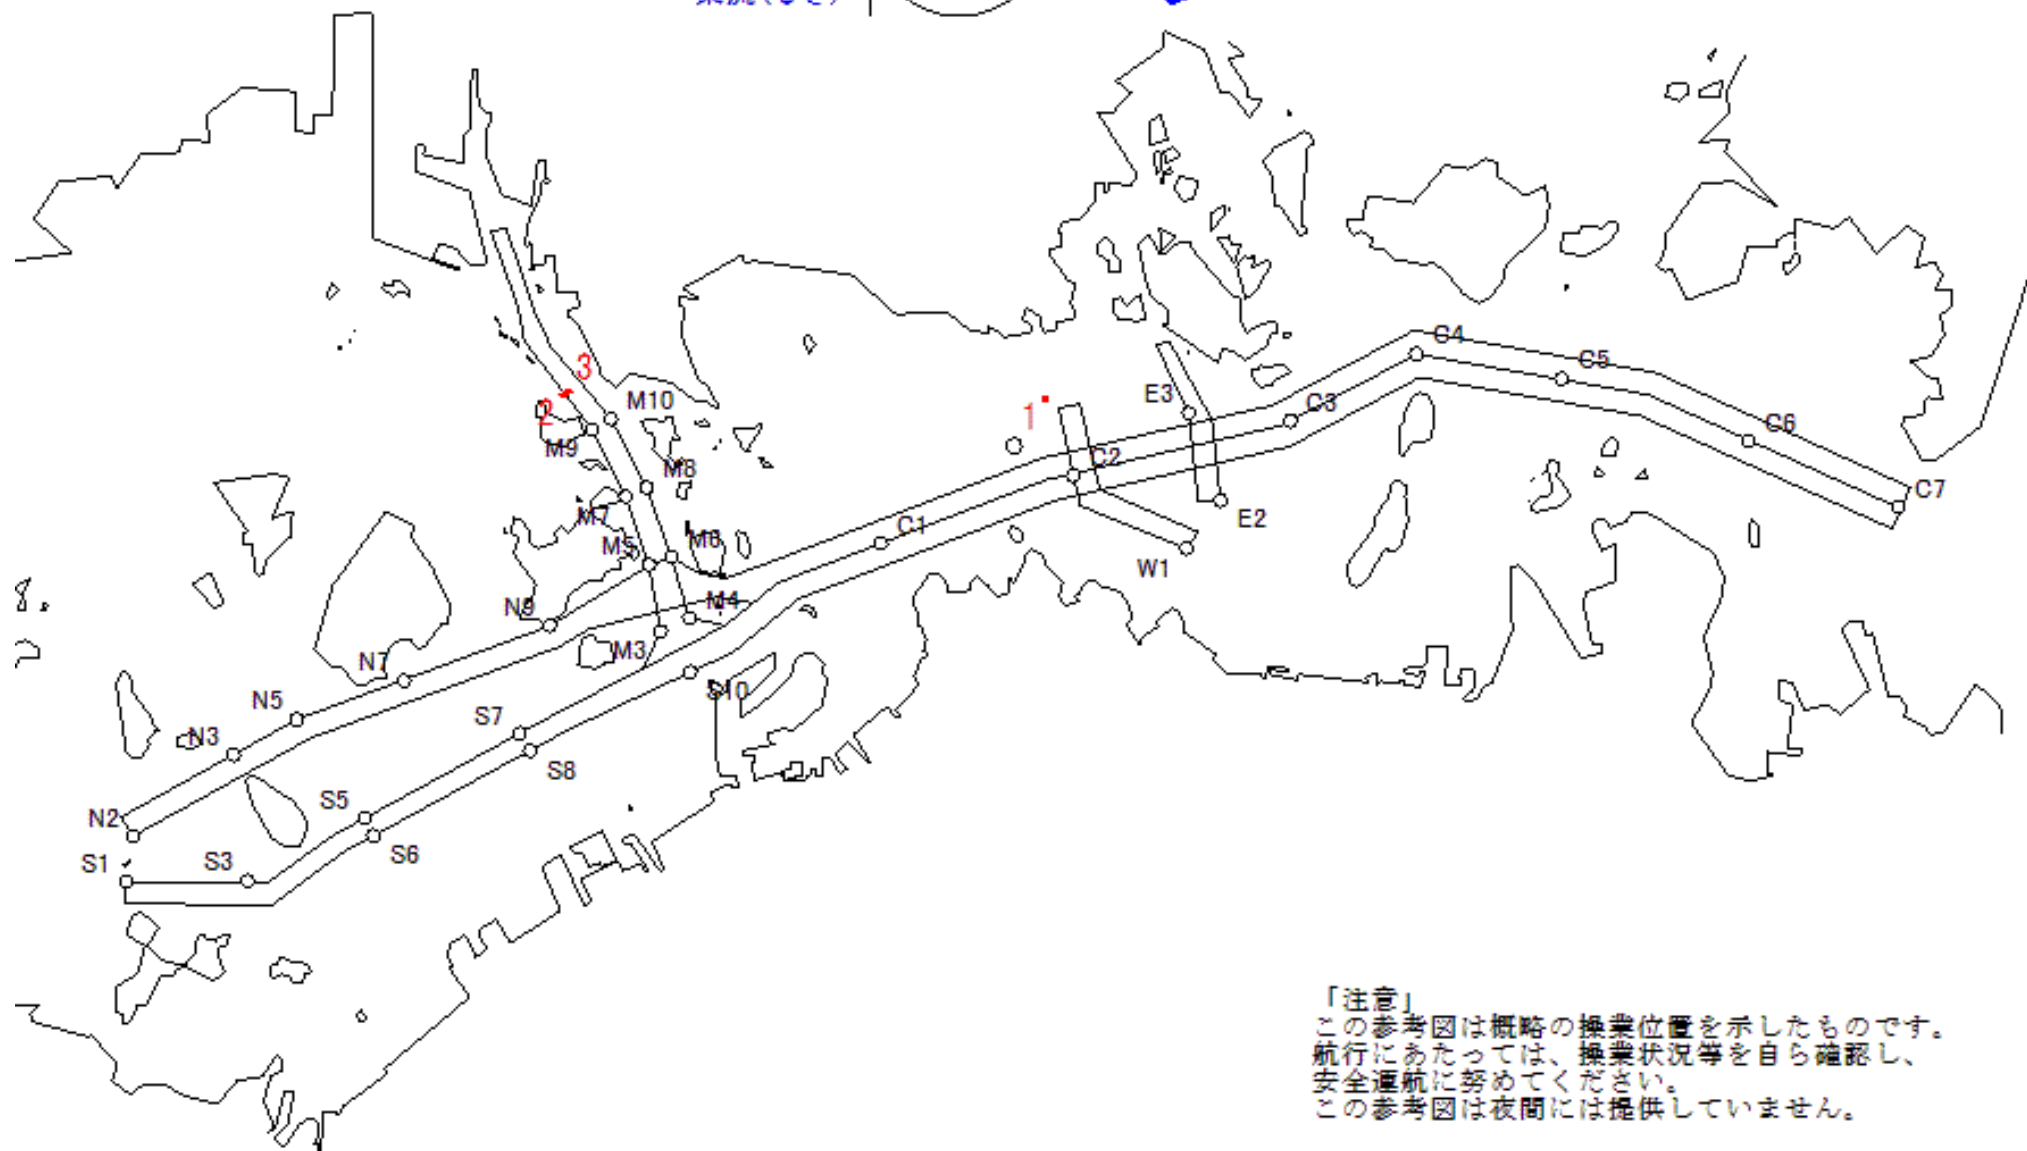 C4
C5
3
M10
E3
C3
1
2
C6
M9
C2
M8
C7
M7
E2
C1
M5
M6
W1
N9
M4
M3
N7
S10
N5
S7
N3
S8
S5
N2
S6
S1
S3
「注意」
この参考図は概略の操業位置を示したものです。
航行にあたっては、操業状況等を自ら確認し、
安全運航に努めてください。
この参考図は夜間には提供していません。